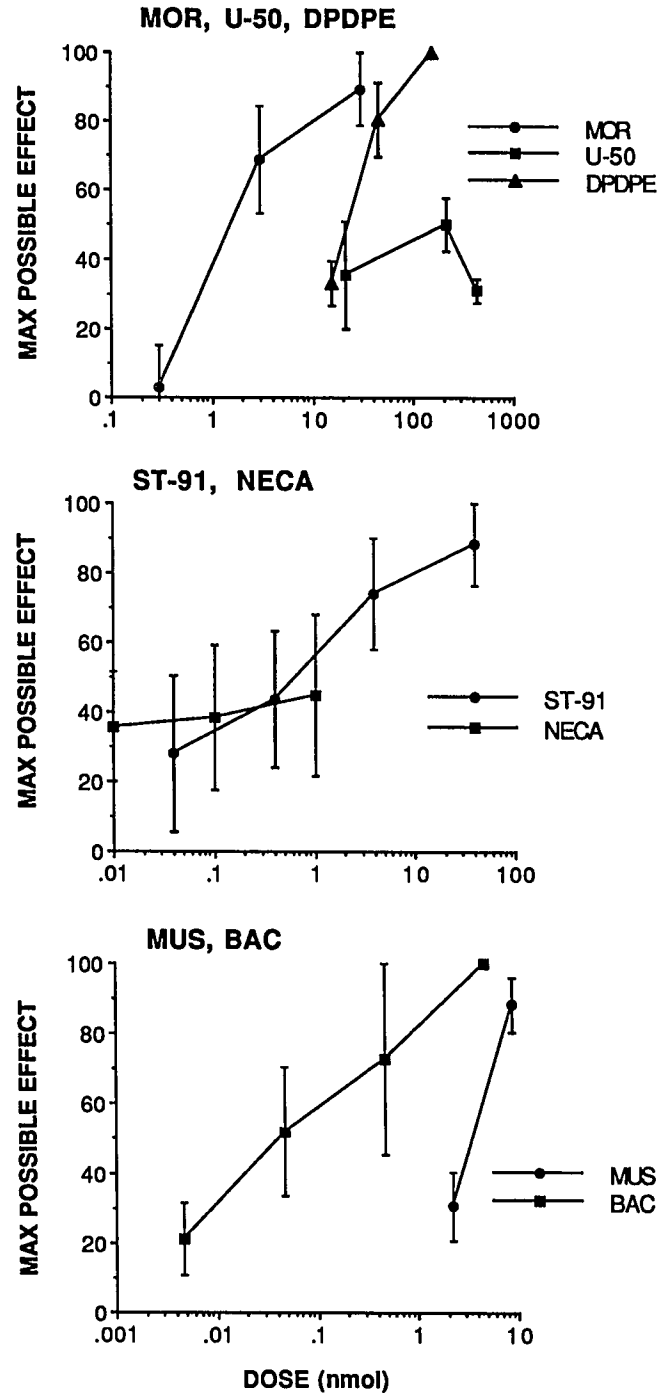 MOR, U-50, DPDPE
MAX POSSIBLE EFFECT
100
80
60
40
20
0
.1
1
10
100
1000
MOR
U-50
DPDPE
ST-91, NECA
MAX POSSIBLE EFFECT
100
80
60
40
20
0
.01
.1
1
10
100
ST-91
NECA
MUS, BAC
MAX POSSIBLE EFFECT
100
80
60
40
20
0
.001
.01
.1
1
10
MUS
BAC
DOSE (nmol)